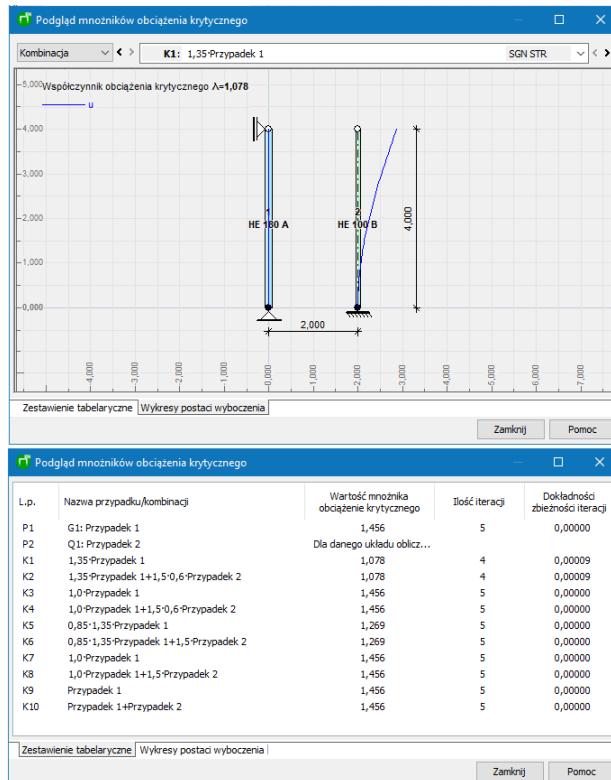 Podgląd mnożników obciążenia krytycznego
Kombinacja K1: 1,35·Przypadek 1 SGN STR
5,000
Współczynnik obciążenia krytycznego λ=1,078
u
4,000
3,000
2,000
1,000
0,000
1
HE 160 A
2
HE 100 B
4,000
2,000
-4,000 -3,000 -2,000 -1,000 0,000 1,000 2,000 3,000 4,000 5,000 6,000 7,000
Zestawienie tabelaryczne Wykresy postaci wyboczenia
Zamknij Pomoc
Podgląd mnożników obciążenia krytycznego
L.p. Nazwa przypadku/kombinacji Wartość mnożnika obciążenie krytycznego Ilość iteracji Dokładności zbieżności iteracji
P1 G1: Przypadek 1 1,456 5 0,00000
P2 Q1: Przypadek 2 Dla danego układu oblicz...
K1 1,35·Przypadek 1 1,078 4 0,00009
K2 1,35·Przypadek 1+1,5·0,6·Przypadek 2 1,078 4 0,00009
K3 1,0·Przypadek 1 1,456 5 0,00000
K4 1,0·Przypadek 1+1,5·0,6·Przypadek 2 1,456 5 0,00000
K5 0,85·1,35·Przypadek 1 1,269 5 0,00000
K6 0,85·1,35·Przypadek 1+1,5·Przypadek 2 1,269 5 0,00000
K7 1,0·Przypadek 1 1,456 5 0,00000
K8 1,0·Przypadek 1+1,5·Przypadek 2 1,456 5 0,00000
K9 Przypadek 1 1,456 5 0,00000
K10 Przypadek 1+Przypadek 2 1,456 5 0,00000
Zestawienie tabelaryczne Wykresy postaci wyboczenia
Zamknij Pomoc